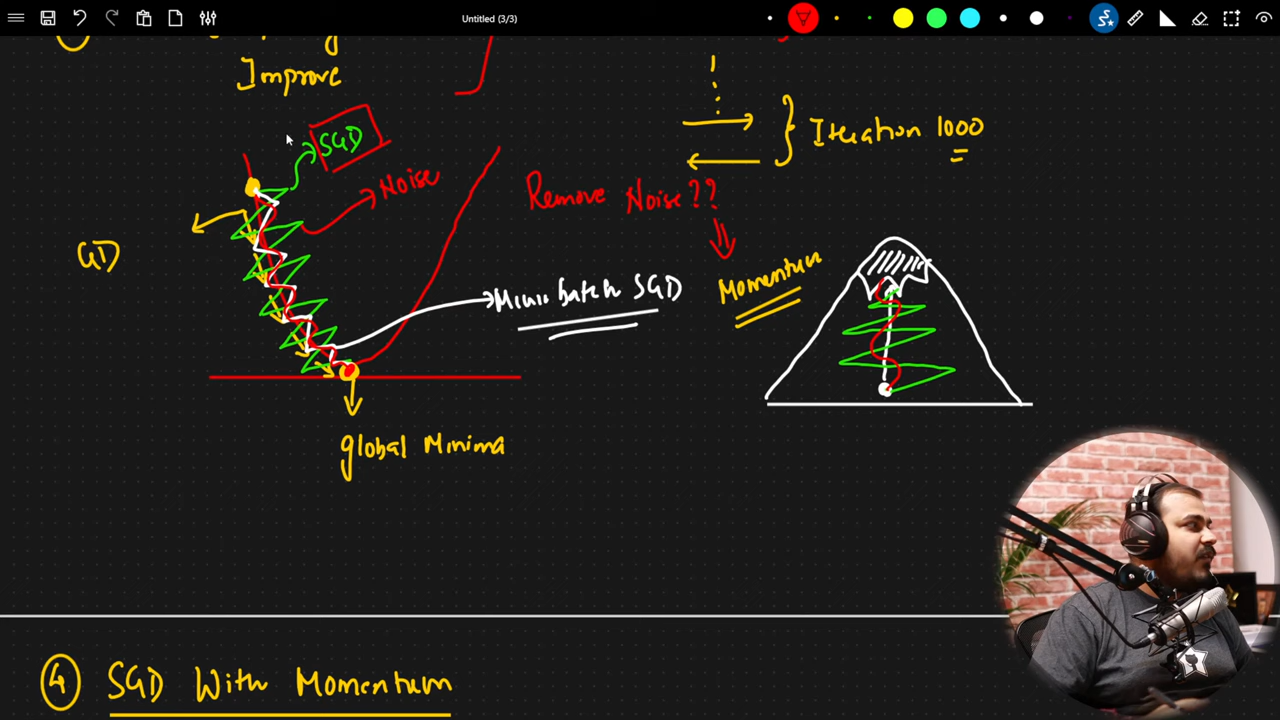 Untitled (3/3)
Improve
SGD
Noise
GD
Iteration 1000
Remove Noise??
Mini batch SGD
Momentum
global Minima
4 SGD With Momentum